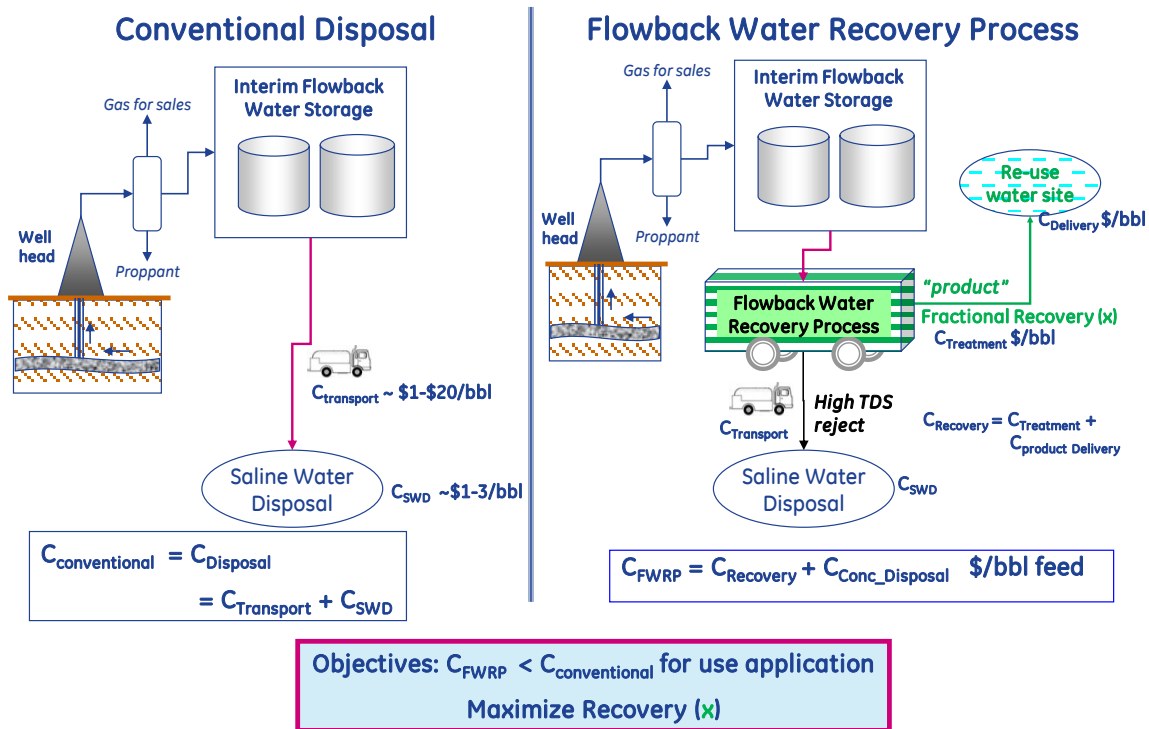 Conventional Disposal
Gas for sales
Interim Flowback
Water Storage
Well
head
Proppant
C_transport ~ $1-$20/bbl
Saline Water
Disposal
C_SWD ~$1-3/bbl
C_conventional = C_Disposal
= C_Transport + C_SWD
Flowback Water Recovery Process
Gas for sales
Interim Flowback
Water Storage
Well
head
Proppant
Re-use
water site
C_Delivery $/bbl
"product"
Flowback Water
Recovery Process
Fractional Recovery (x)
C_Treatment $/bbl
High TDS
reject
C_Transport
C_Recovery = C_Treatment +
C_product Delivery
Saline Water
Disposal
C_SWD
C_FWRP = C_Recovery + C_Conc_Disposal $/bbl feed
Objectives: C_FWRP < C_conventional for use application
Maximize Recovery (x)